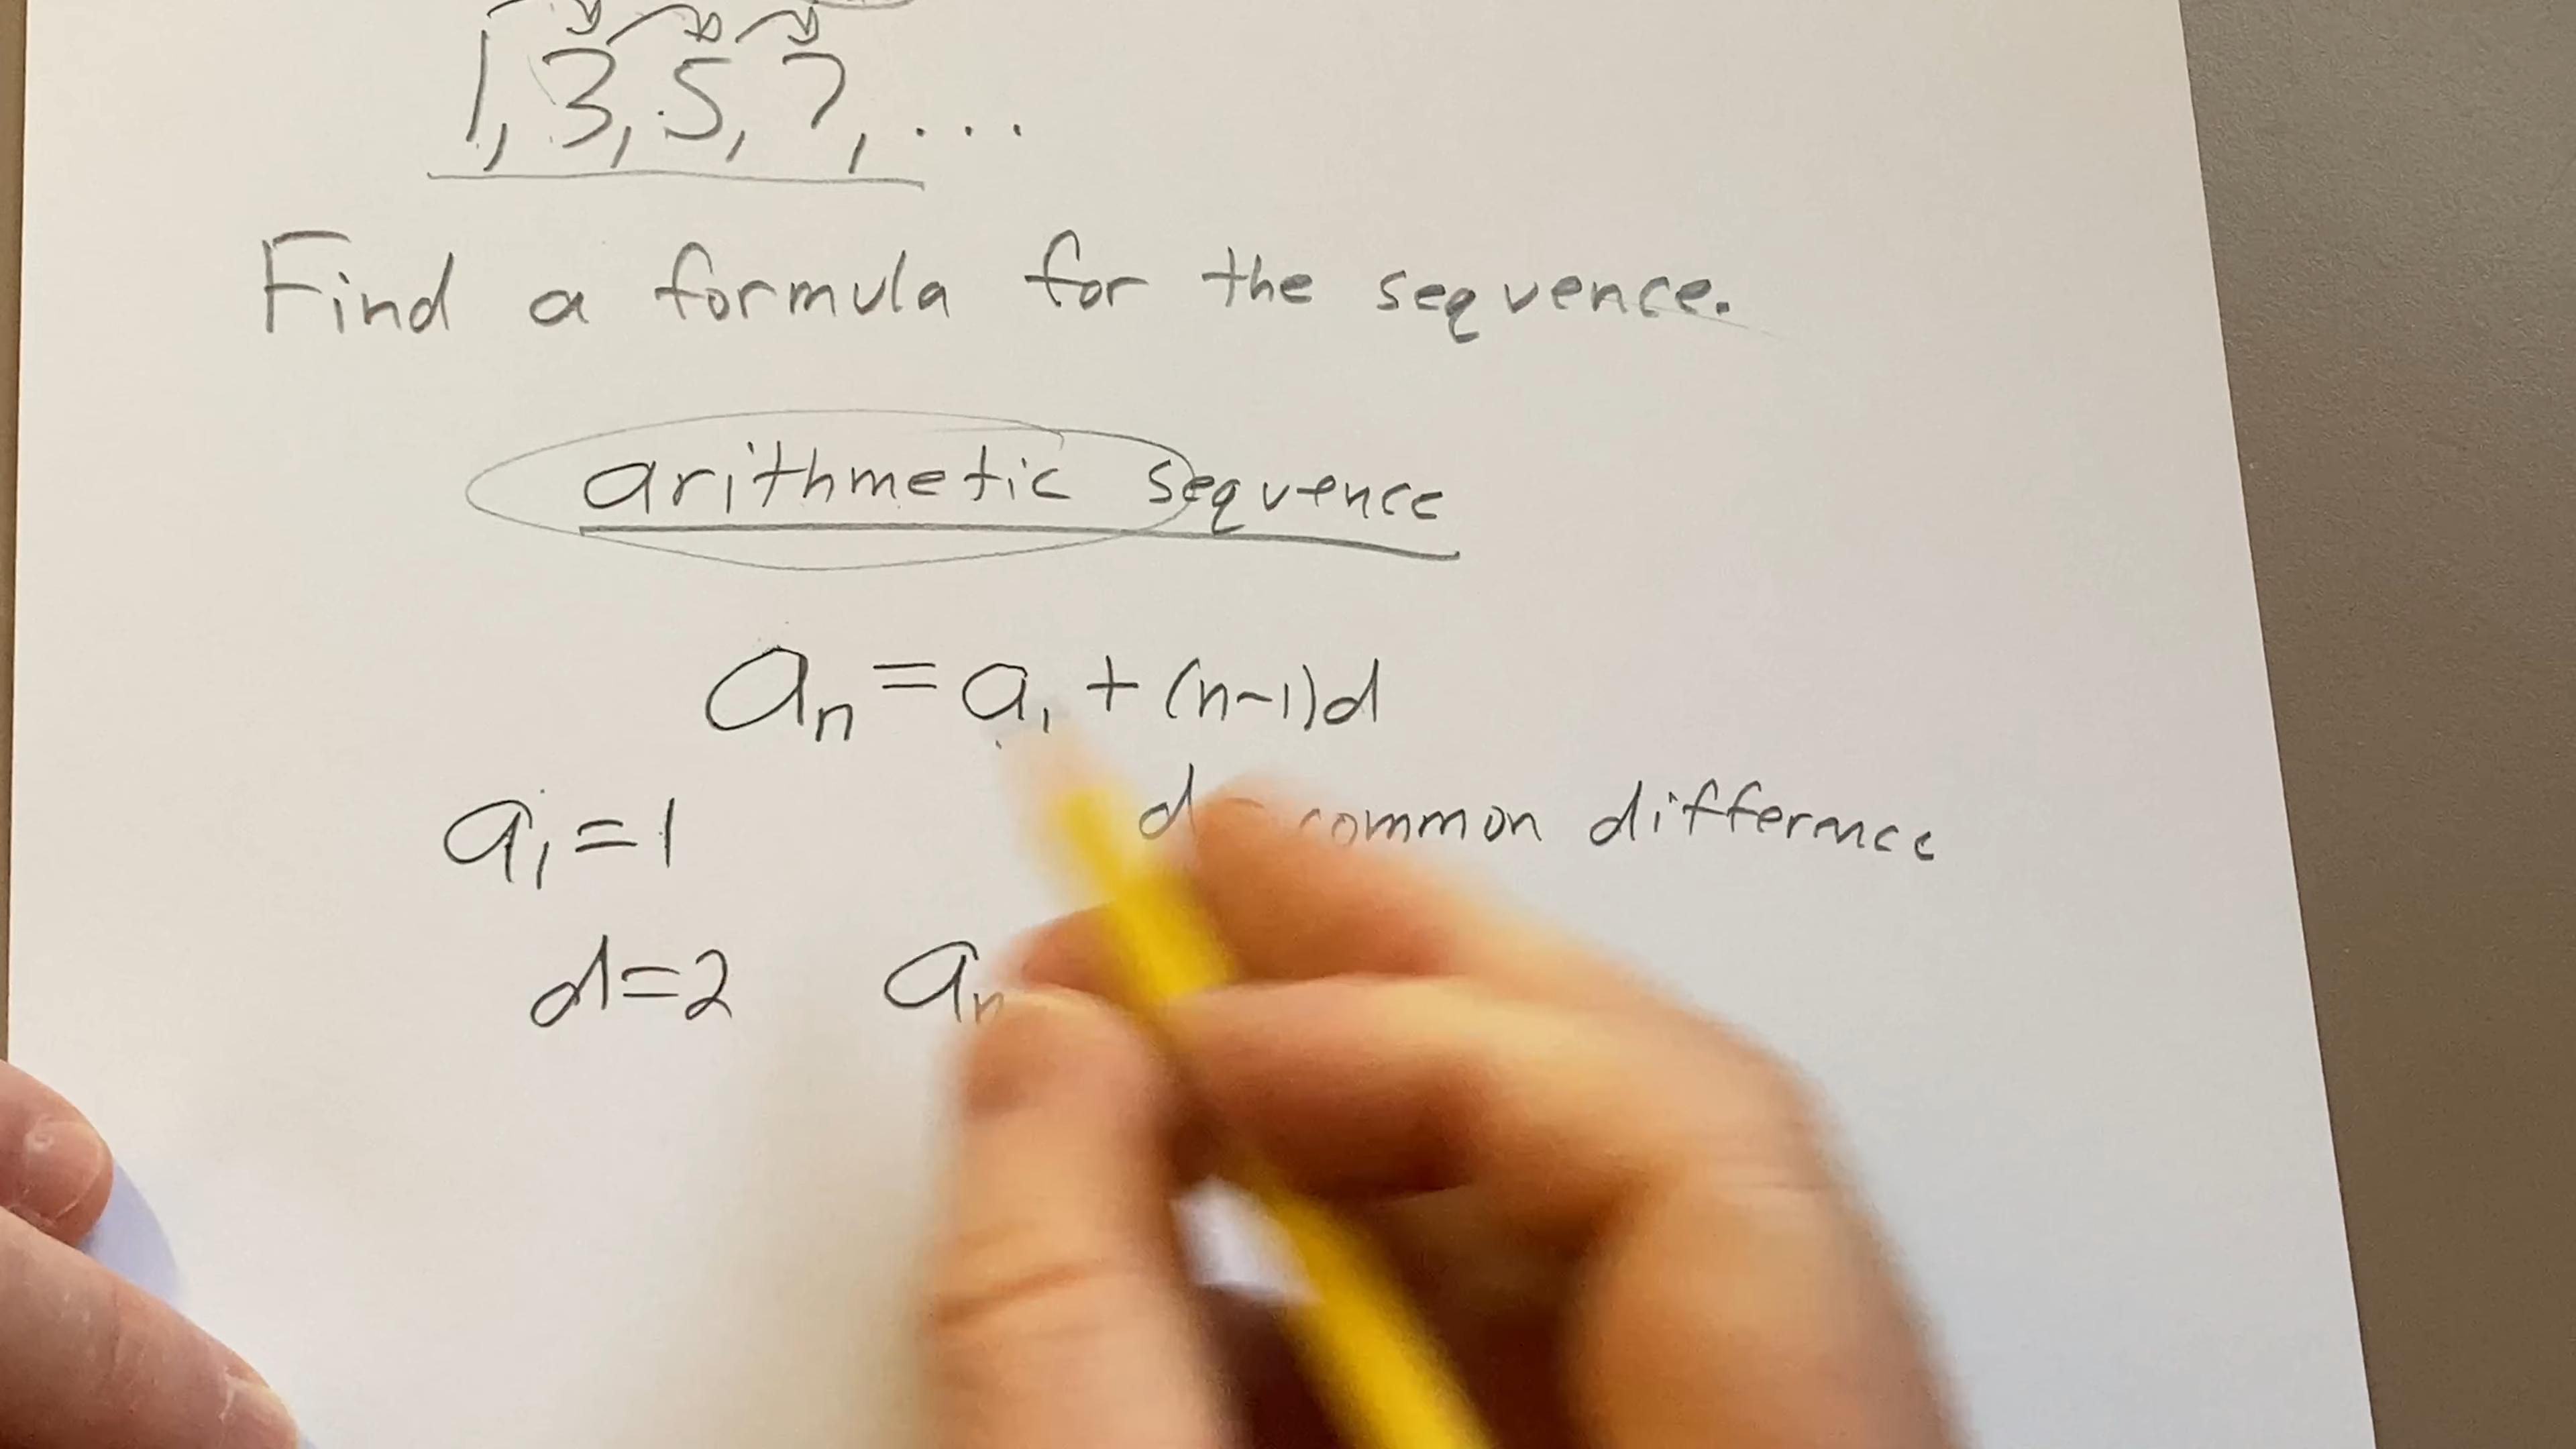 1, 3, 5, 7, ...
Find a formula for the sequence.
arithmetic sequence
aₙ = a₁ + (n-1)d
a₁ = 1
d - common difference
d = 2
aₙ